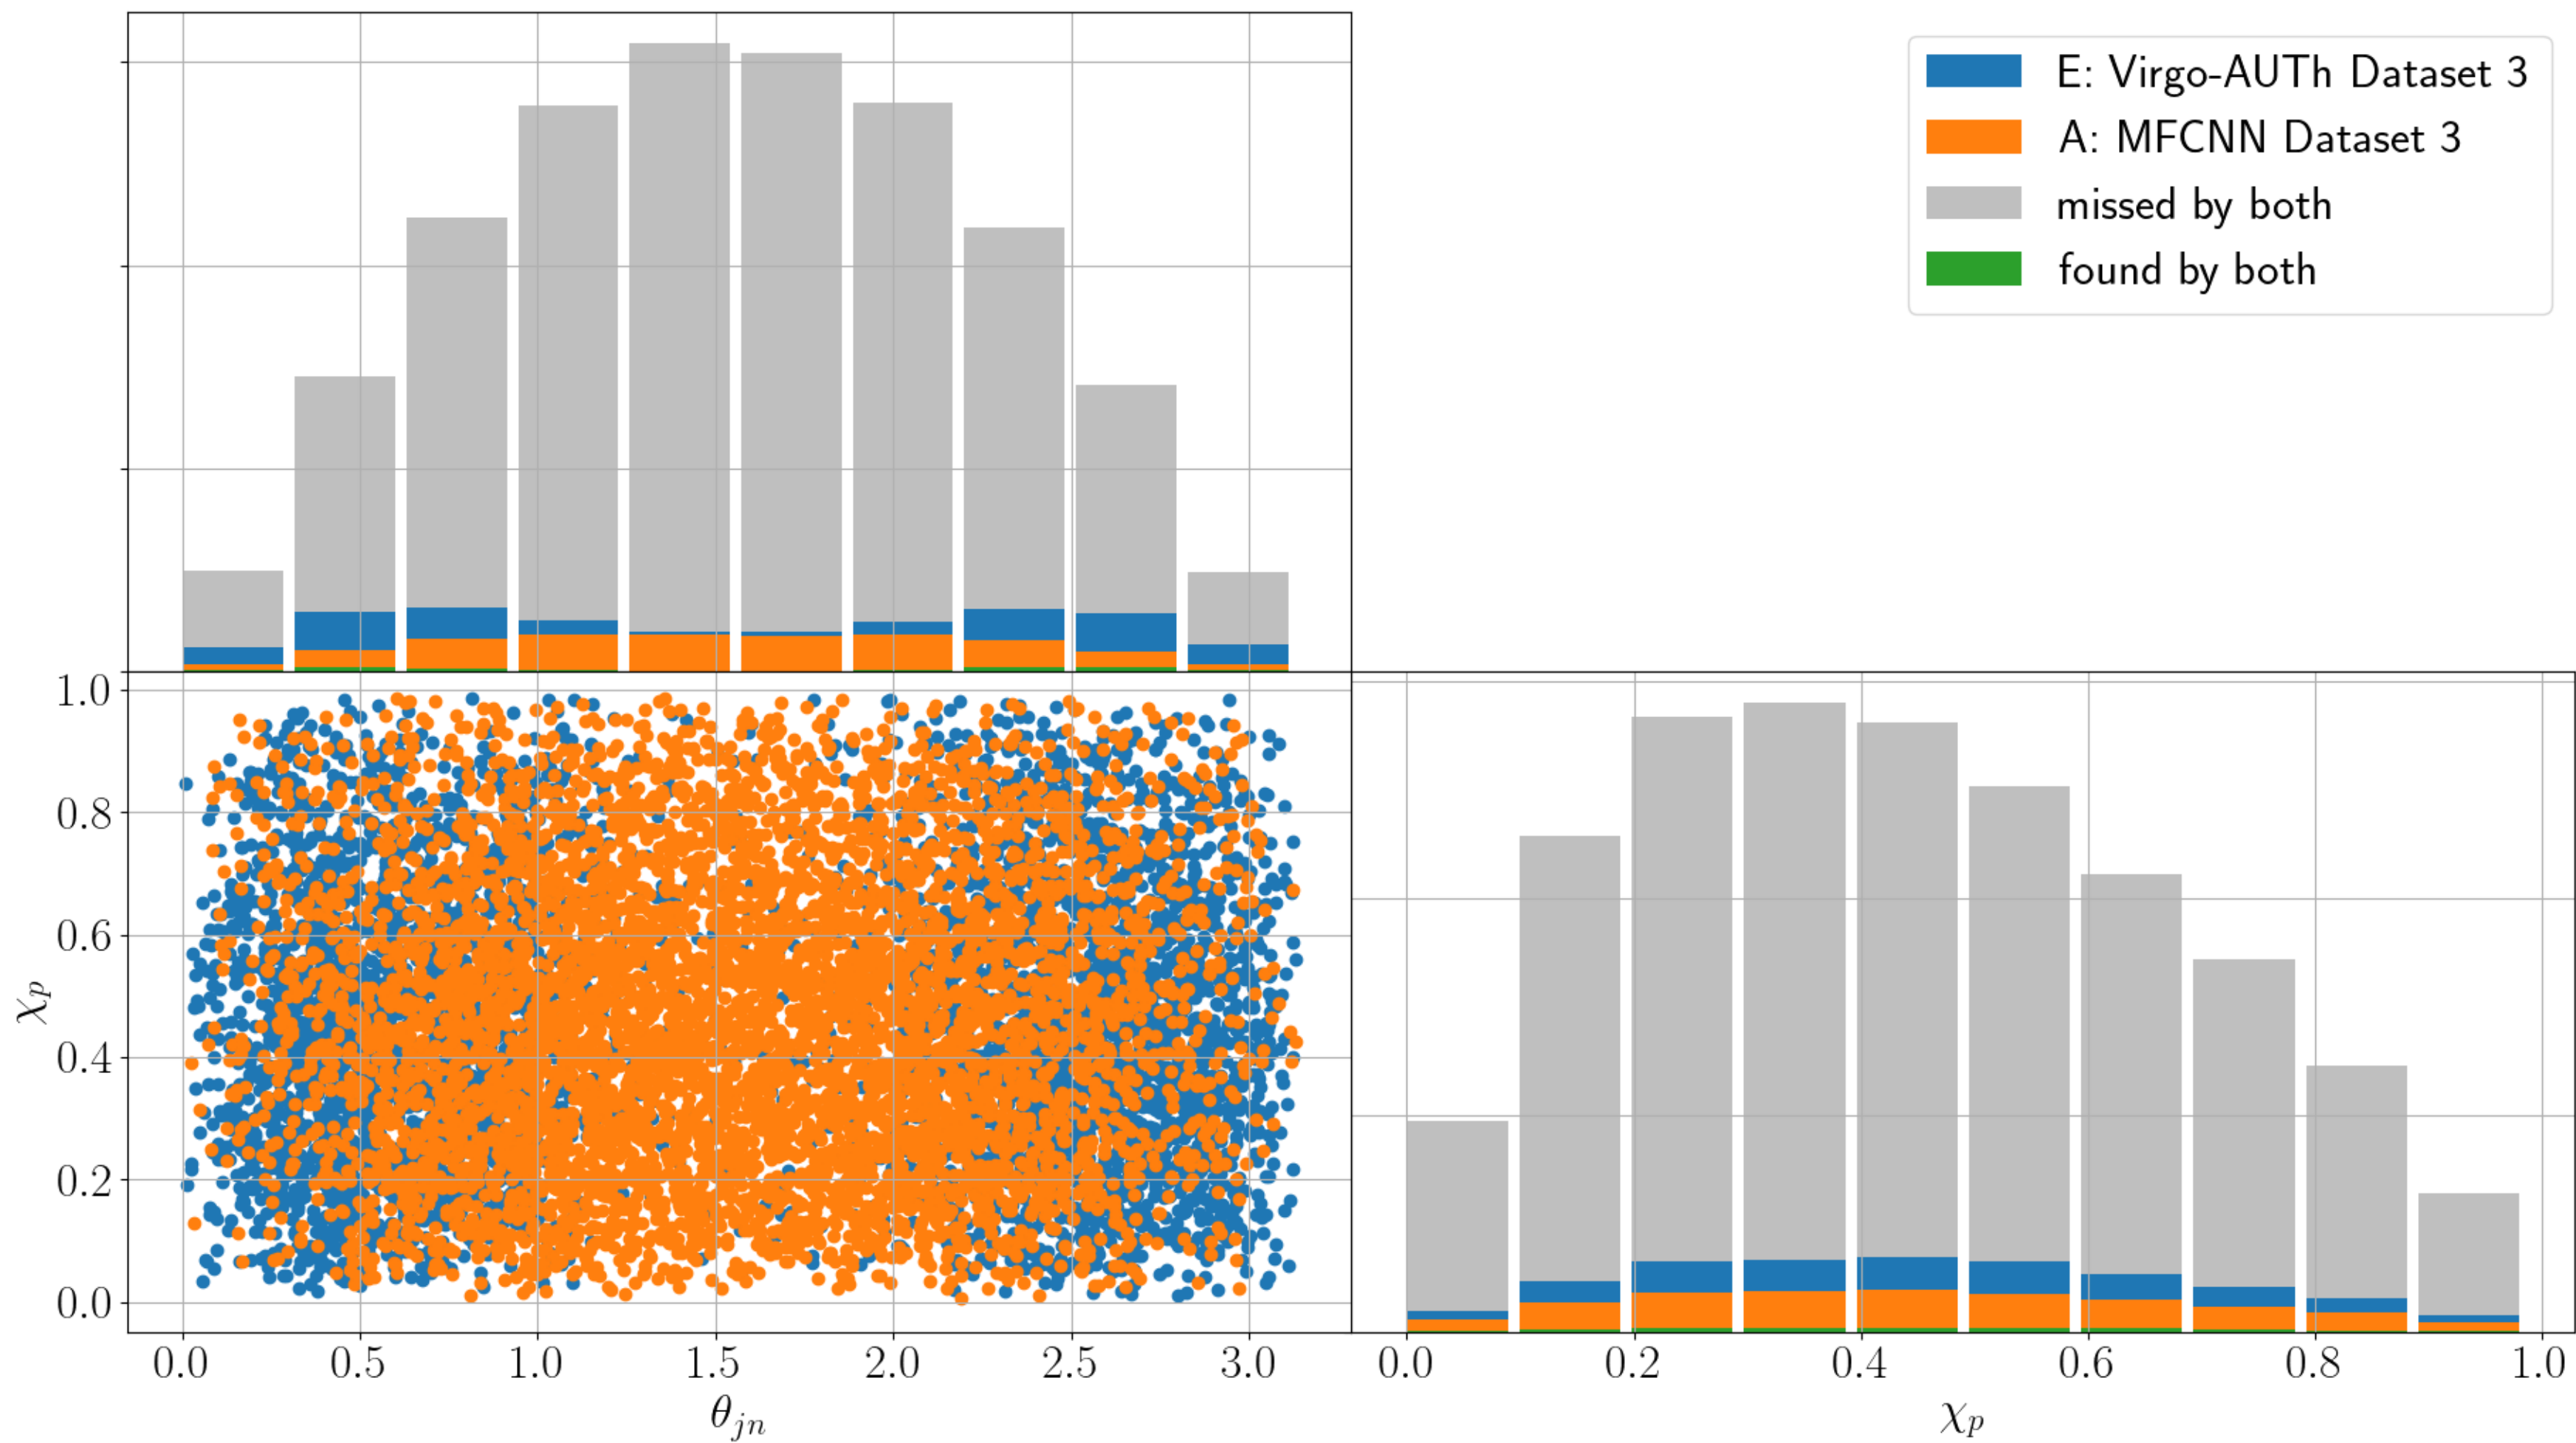 E: Virgo-AUTh Dataset 3
A: MFCNN Dataset 3
missed by both
found by both
1.0
0.8
0.6
0.4
0.2
0.0
χp
0.0 0.5 1.0 1.5 2.0 2.5 3.0
θjn
0.0 0.2 0.4 0.6 0.8 1.0
χp